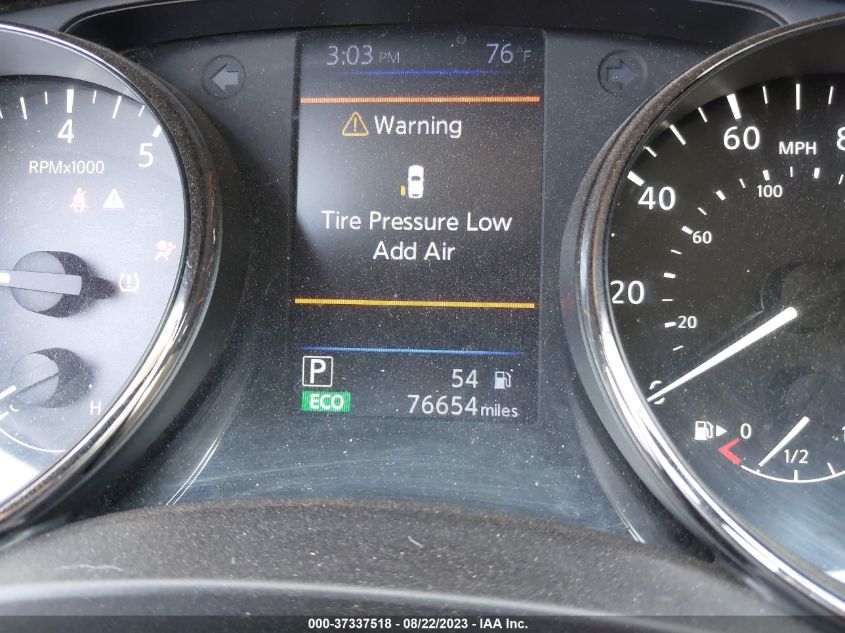 3:03 PM 76°F
Warning
Tire Pressure Low
Add Air
P 54
ECO 76654 miles
4
5
RPMx1000
H
20
40
60
MPH
20
60
100
0
1/2
000-37337518 - 08/22/2023 - IAA Inc.